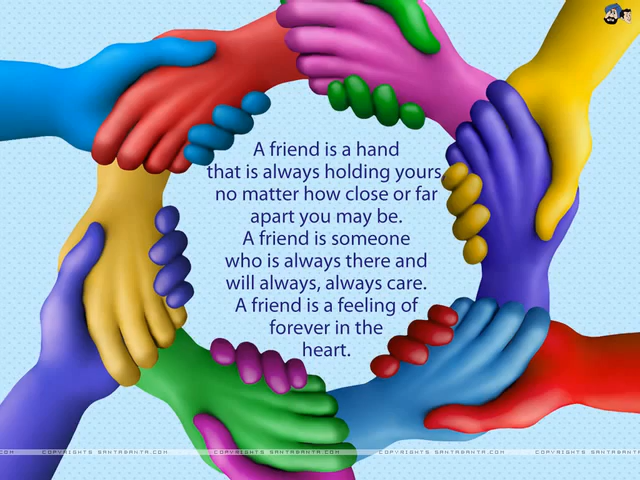 A friend is a hand
that is always holding yours,
no matter how close or far
apart you may be.
A friend is someone
who is always there and
will always, always care.
A friend is a feeling of
forever in the
heart.
.COM COPYRIGHTS SANTABANTA.COM COPYRIGHTS SANTABANTA.COM COPYRIGHTS SANTABANTA.COM COPYRIGHTS SANTABANTA.COM